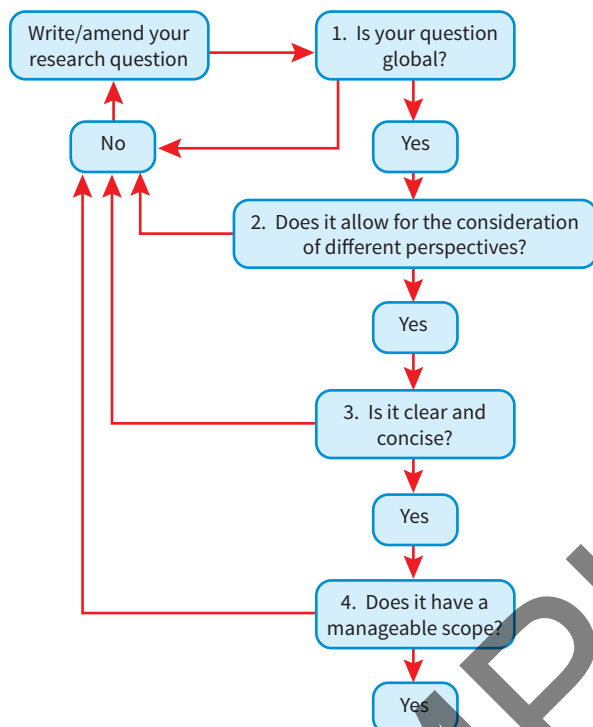 Write/amend your
research question
1. Is your question
global?
No
Yes
2. Does it allow for the consideration
of different perspectives?
Yes
3. Is it clear and
concise?
Yes
4. Does it have a
manageable scope?
Yes